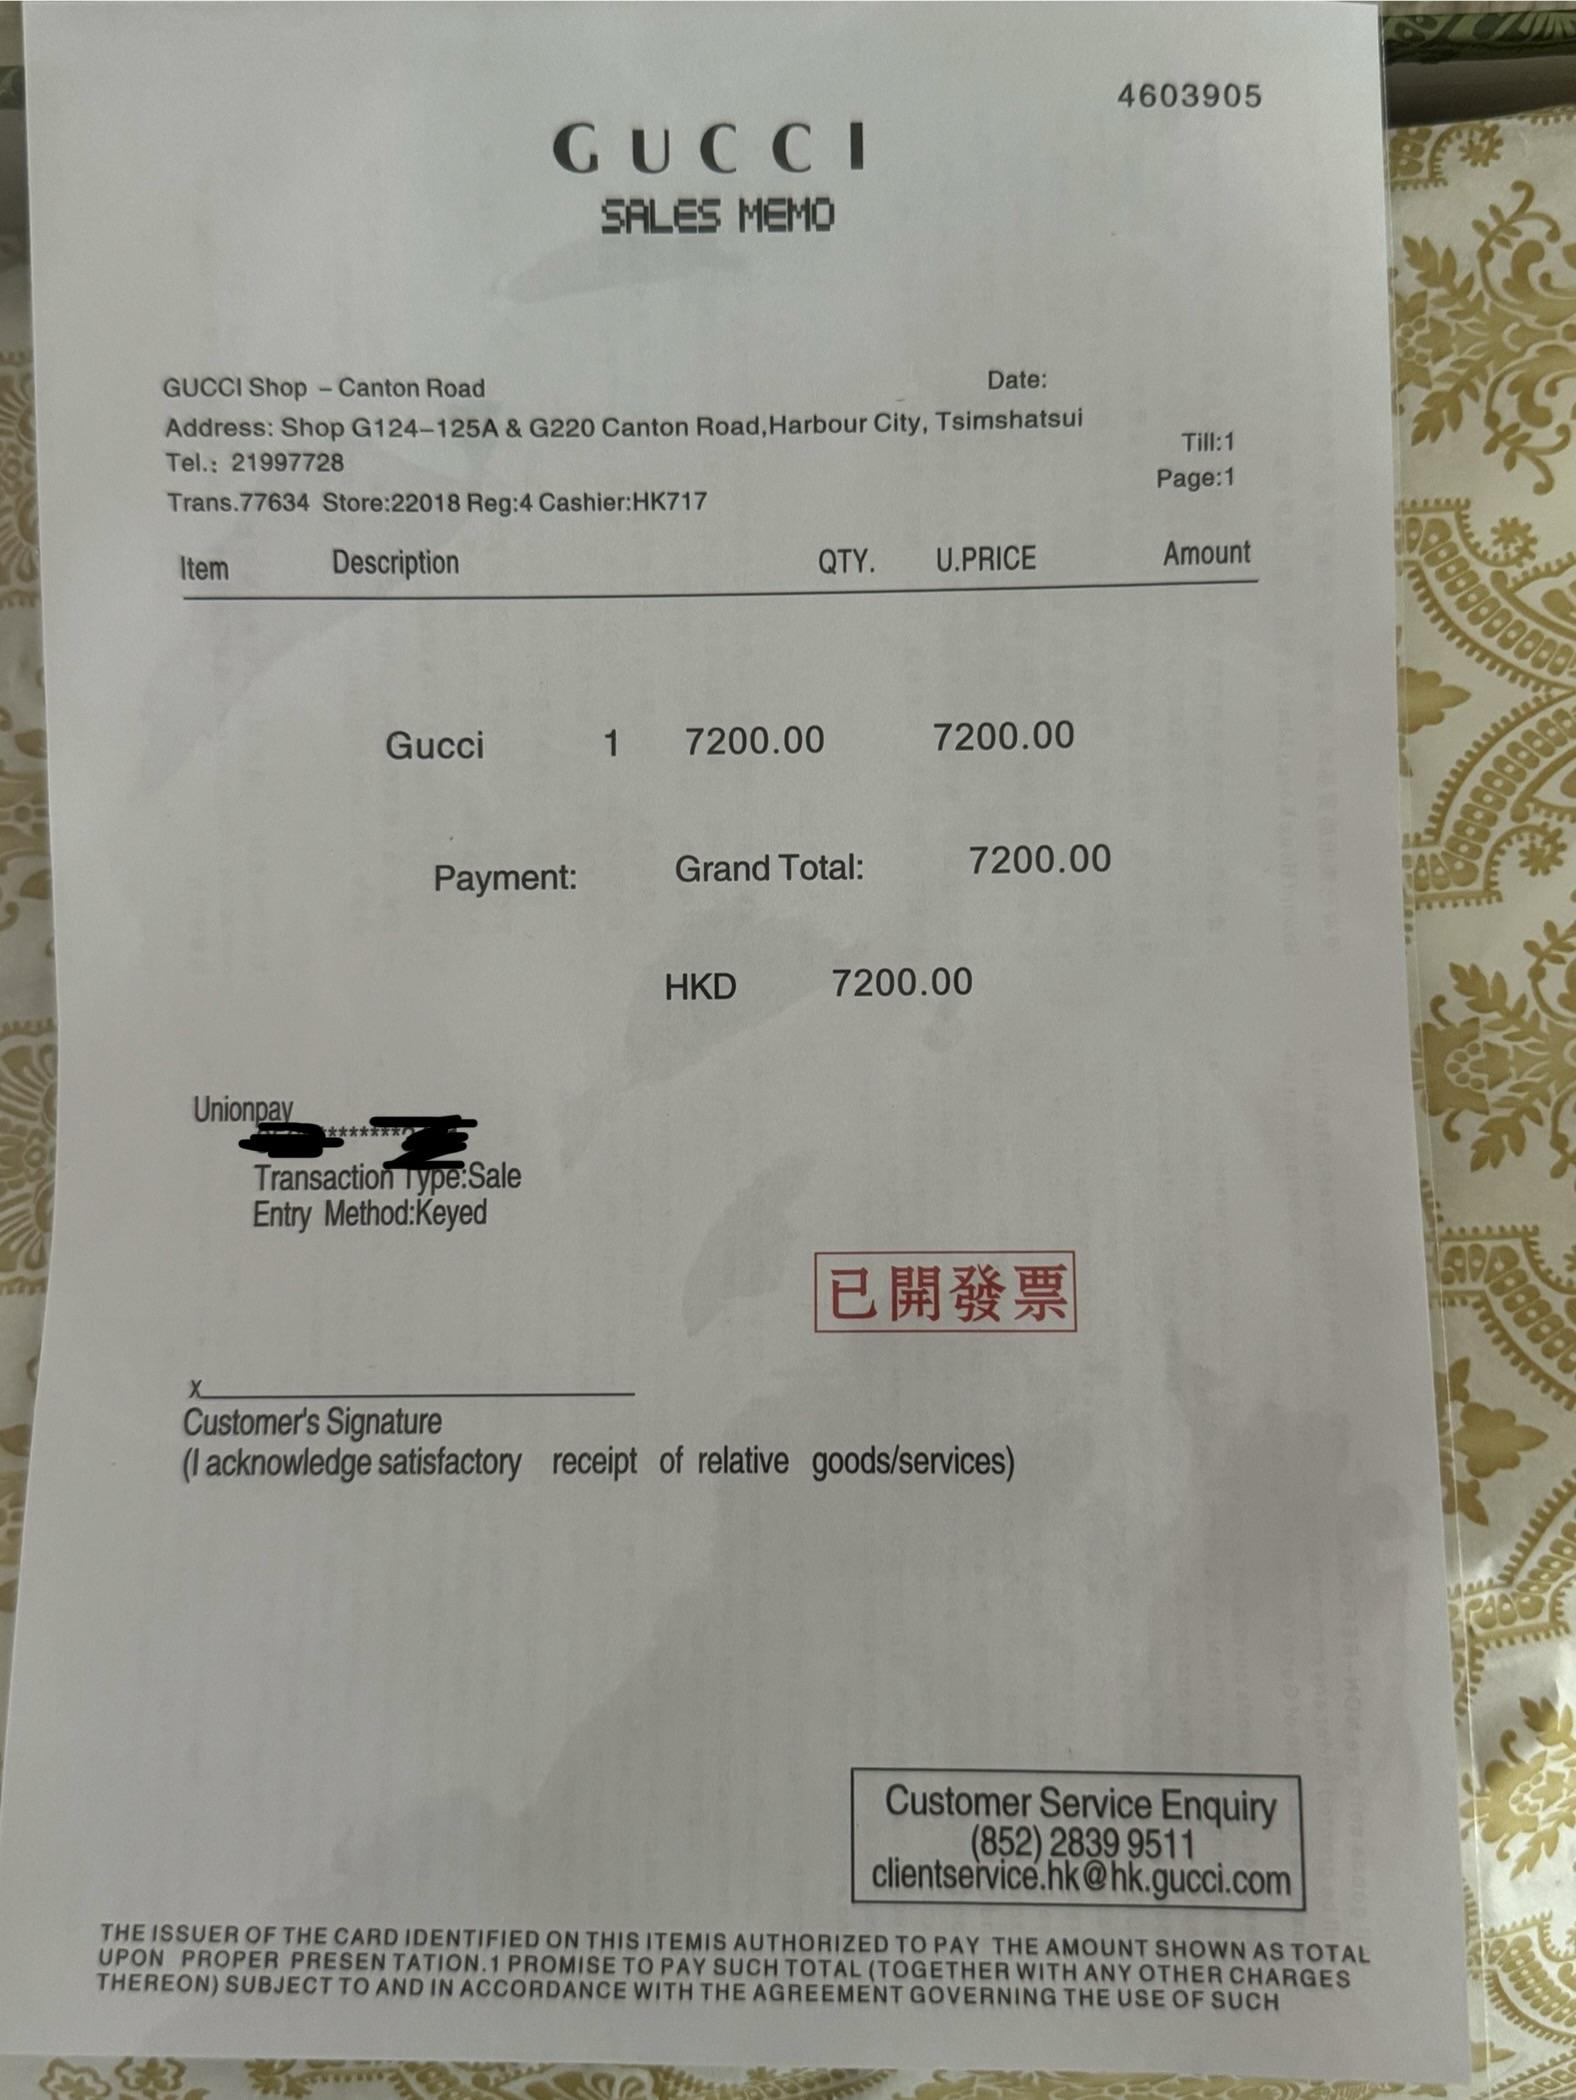 4603905
GUCCI
SALES MEMO
GUCCI Shop – Canton Road
Date:
Address: Shop G124–125A & G220 Canton Road,Harbour City, Tsimshatsui
Till:1
Tel.: 21997728
Page:1
Trans.77634 Store:22018 Reg:4 Cashier:HK717
Item Description QTY. U.PRICE Amount
Gucci 1 7200.00 7200.00
Payment: Grand Total: 7200.00
HKD 7200.00
Unionpay
********
Transaction Type:Sale
Entry Method:Keyed
已開發票
X
Customer's Signature
(I acknowledge satisfactory receipt of relative goods/services)
Customer Service Enquiry
(852) 2839 9511
clientservice.hk@hk.gucci.com
THE ISSUER OF THE CARD IDENTIFIED ON THIS ITEMIS AUTHORIZED TO PAY THE AMOUNT SHOWN AS TOTAL
UPON PROPER PRESEN TATION.1 PROMISE TO PAY SUCH TOTAL (TOGETHER WITH ANY OTHER CHARGES
THEREON) SUBJECT TO AND IN ACCORDANCE WITH THE AGREEMENT GOVERNING THE USE OF SUCH